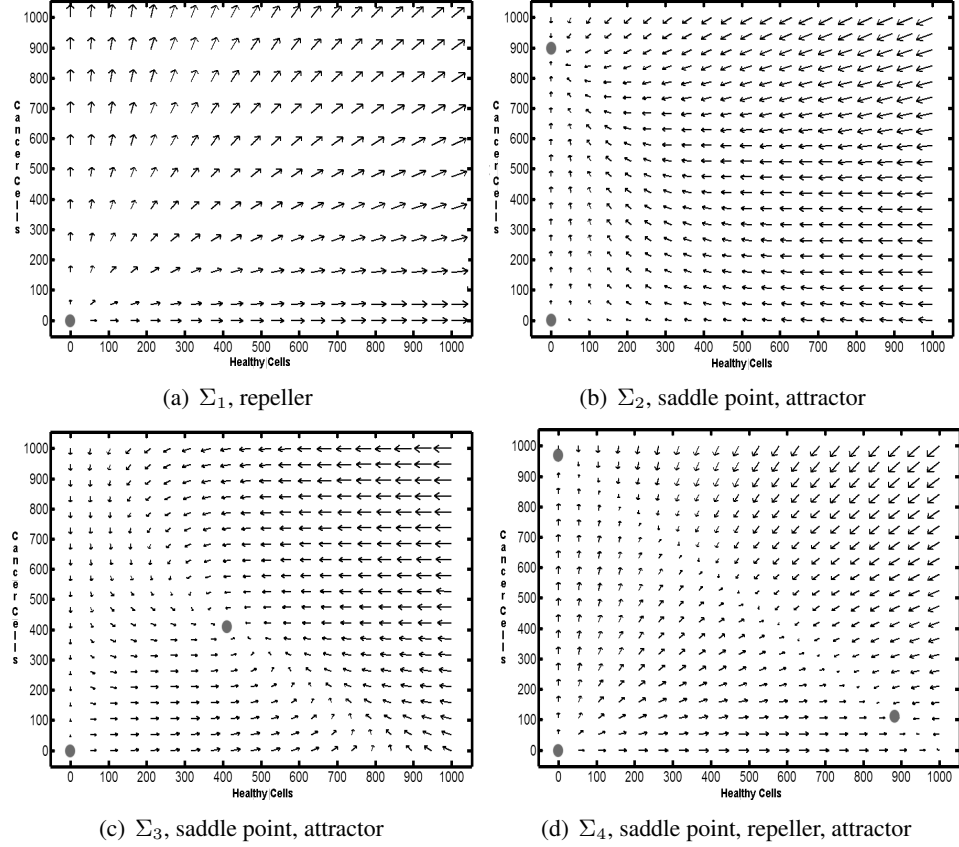 1000
900
800
700
600
500
400
300
200
100
0
Cancer Cells
0 100 200 300 400 500 600 700 800 900 1000
Healthy Cells
(a) Σ₁, repeller
1000
900
800
700
600
500
400
300
200
100
0
Cancer Cells
0 100 200 300 400 500 600 700 800 900 1000
Healthy Cells
(b) Σ₂, saddle point, attractor
1000
900
800
700
600
500
400
300
200
100
0
Cancer Cells
0 100 200 300 400 500 600 700 800 900 1000
Healthy Cells
(c) Σ₃, saddle point, attractor
1000
900
800
700
600
500
400
300
200
100
0
Cancer Cells
0 100 200 300 400 500 600 700 800 900 1000
Healthy Cells
(d) Σ₄, saddle point, repeller, attractor